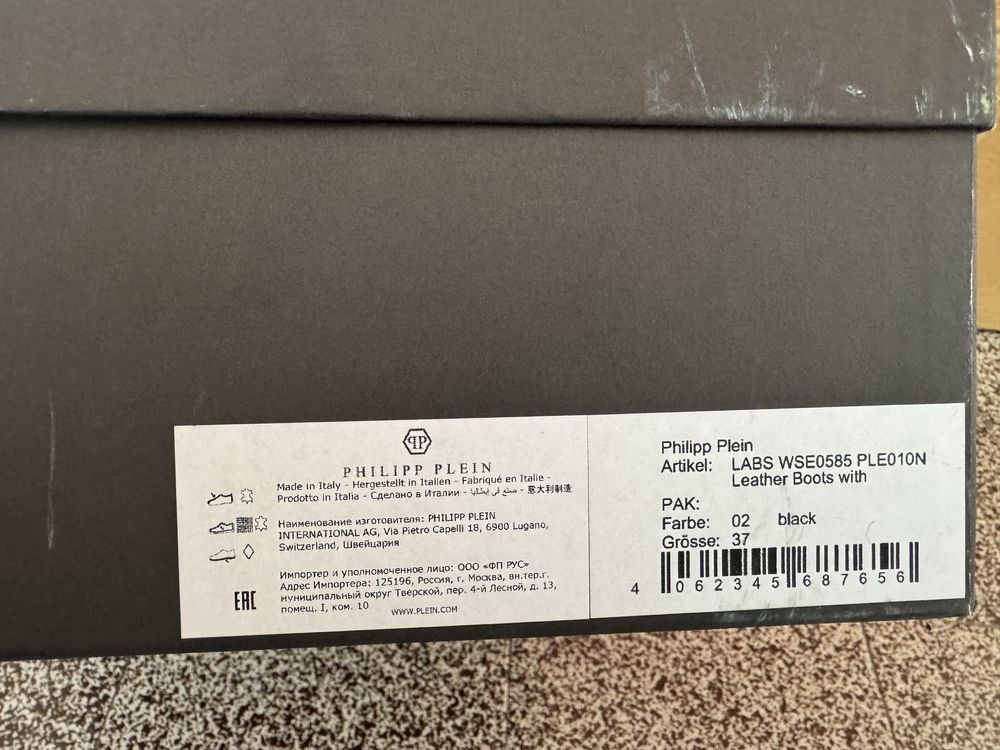 PP
PHILIPP PLEIN
Made in Italy - Hergestellt in Italien - Fabriqué en Italie -
Prodotto in Italia - Сделано в Италии - صنع في إيطاليا - 意大利制造
Наименование изготовителя: PHILIPP PLEIN
INTERNATIONAL AG, Via Pietro Capelli 18, 6900 Lugano,
Switzerland, Швейцария
Импортер и уполномоченное лицо: ООО «ФП РУС»
Адрес Импортера: 125196, Россия, г. Москва, вн.тер.г.
муниципальный округ Тверской, пер. 4-й Лесной, д. 13,
помещ. I, ком. 10
WWW.PLEIN.COM
EAC
Philipp Plein
Artikel: LABS WSE0585 PLE010N
Leather Boots with
PAK:
Farbe: 02 black
Grösse: 37
4 062345 687656